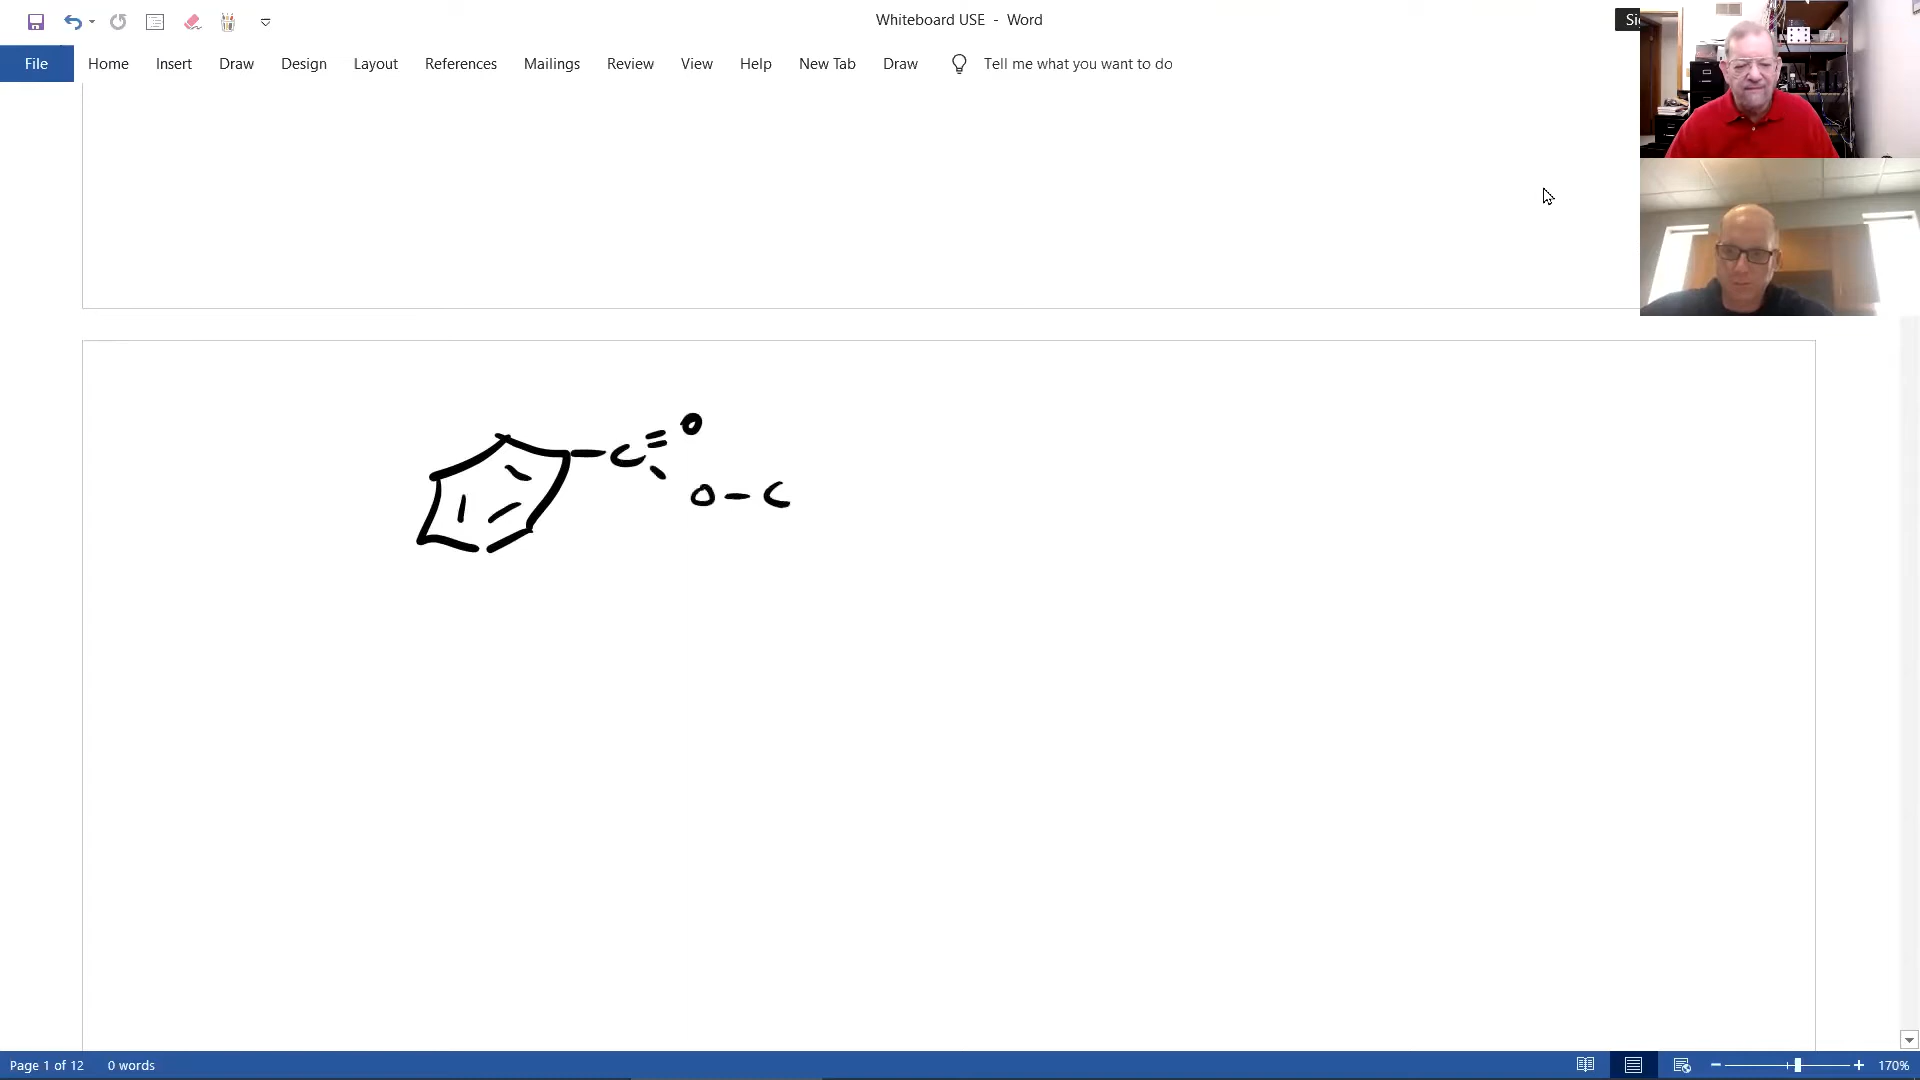 Whiteboard USE - Word
File Home Insert Draw Design Layout References Mailings Review View Help New Tab Draw Tell me what you want to do
O
C =
O - C
Page 1 of 12 0 words 170%